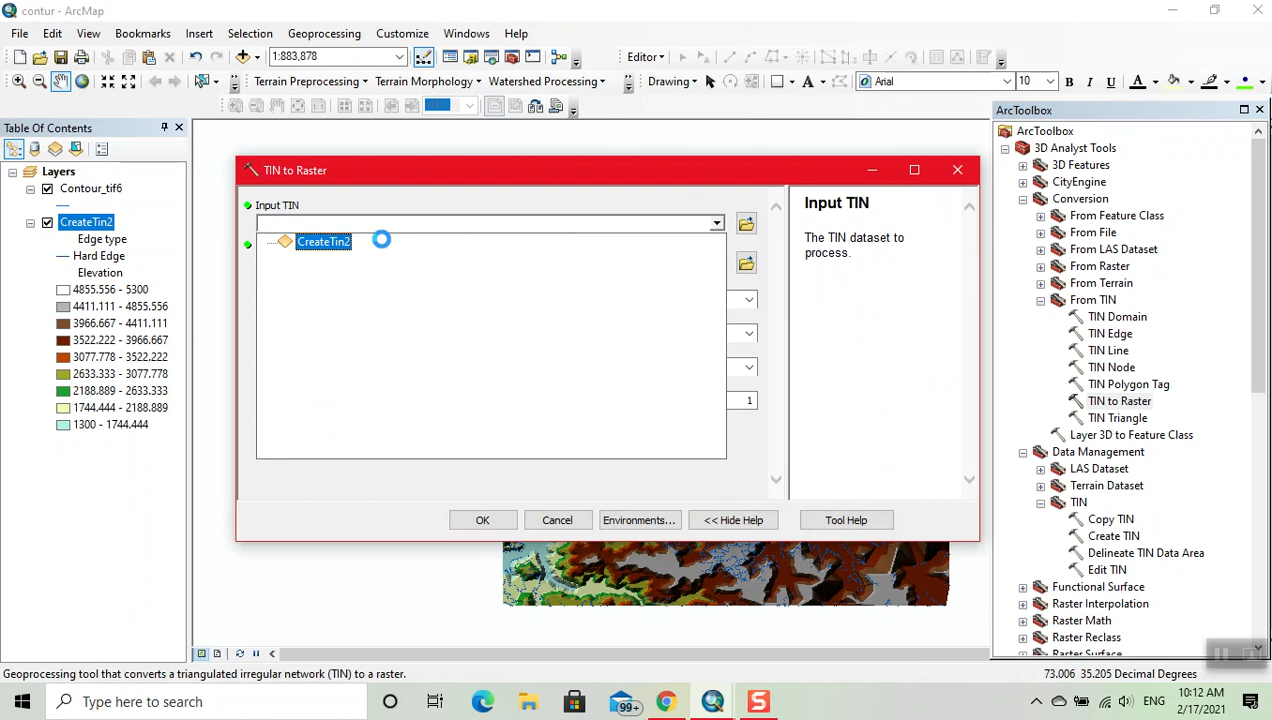 contur - ArcMap
File Edit View Bookmarks Insert Selection Geoprocessing Customize Windows Help
1:883,878 Editor
Terrain Preprocessing Terrain Morphology Watershed Processing Drawing A Arial 10 B I U A
Table Of Contents
Layers
Contour_tif6
CreateTin2
Edge type
Hard Edge
Elevation
4855.556 - 5300
4411.111 - 4855.556
3966.667 - 4411.111
3522.222 - 3966.667
3077.778 - 3522.222
2633.333 - 3077.778
2188.889 - 2633.333
1744.444 - 2188.889
1300 - 1744.444
TIN to Raster
Input TIN
CreateTin2
1
OK Cancel Environments... << Hide Help Tool Help
Input TIN
The TIN dataset to
process.
ArcToolbox
ArcToolbox
3D Analyst Tools
3D Features
CityEngine
Conversion
From Feature Class
From File
From LAS Dataset
From Raster
From Terrain
From TIN
TIN Domain
TIN Edge
TIN Line
TIN Node
TIN Polygon Tag
TIN to Raster
TIN Triangle
Layer 3D to Feature Class
Data Management
LAS Dataset
Terrain Dataset
TIN
Copy TIN
Create TIN
Delineate TIN Data Area
Edit TIN
Functional Surface
Raster Interpolation
Raster Math
Raster Reclass
Raster Surface
Geoprocessing tool that converts a triangulated irregular network (TIN) to a raster. 73.006 35.205 Decimal Degrees
Type here to search 99+ ENG 10:12 AM
2/17/2021